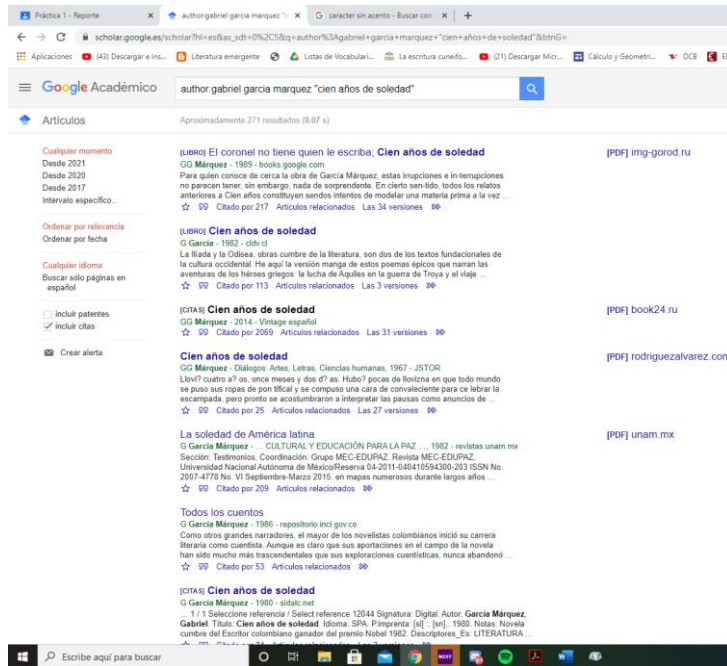 Práctica 1 - Reporte
author:gabriel garcia marquez "c
caracter sin acento - Buscar con
scholar.google.es/scholar?hl=es&as_sdt=0%2C5&q=author%3Agabriel+garcia+marquez+"cien+años+de+soledad"&btnG=
Aplicaciones (43) Descargar e Ins... Literatura emergente Listas de Vocabulari... La escritura cuneifo... (21) Descargar Micr... Cálculo y Geometrí... DCB
Google Académico
author:gabriel garcia marquez "cien años de soledad"
Artículos
Aproximadamente 271 resultados (0.07 s)
Cualquier momento
Desde 2021
Desde 2020
Desde 2017
Intervalo específico...
Ordenar por relevancia
Ordenar por fecha
Cualquier idioma
Buscar sólo páginas en
español
incluir patentes
incluir citas
Crear alerta
[LIBRO] El coronel no tiene quien le escriba; Cien años de soledad
[PDF] img-gorod.ru
GG Márquez - 1989 - books.google.com
Para quien conoce de cerca la obra de García Márquez, estas irrupciones e in-terrupciones
no parecen tener, sin embargo, nada de sorprendente. En cierto sen-tido, todos los relatos
anteriores a Cien años constituyen sendos intentos de modelar una materia prima a la vez ...
Citado por 217 Artículos relacionados Las 34 versiones
[LIBRO] Cien años de soledad
G García - 1982 - cldv.cl
La Ilíada y la Odisea, obras cumbre de la literatura, son dos de los textos fundacionales de
la cultura occidental. He aquí la versión manga de estos poemas épicos que narran las
aventuras de los héroes griegos: la lucha de Aquiles en la guerra de Troya y el viaje ...
Citado por 113 Artículos relacionados Las 3 versiones
[CITAS] Cien años de soledad
[PDF] book24.ru
GG Márquez - 2014 - Vintage español
Citado por 2069 Artículos relacionados Las 31 versiones
Cien años de soledad
[PDF] rodriguezalvarez.com
GG Márquez - Diálogos: Artes, Letras, Ciencias humanas, 1967 - JSTOR
Llovi? cuatro a? os, once meses y dos d? as. Hubo? pocas de llovizna en que todo mundo
se puso sus ropas de pon tifical y se compuso una cara de convaleciente para ce lebrar la
escampada, pero pronto se acostumbraron a interpretar las pausas como anuncios de ...
Citado por 25 Artículos relacionados Las 27 versiones
La soledad de América latina
[PDF] unam.mx
G García Márquez - ... CULTURAL Y EDUCACIÓN PARA LA PAZ ..., 1982 - revistas.unam.mx
Sección: Testimonios. Coordinación: Grupo MEC-EDUPAZ. Revista MEC-EDUPAZ,
Universidad Nacional Autónoma de México/Reserva 04-2011-040410594300-203 ISSN No.
2007-4778 No. VI Septiembre-Marzo 2015. en mapas numerosos durante largos años ...
Citado por 209 Artículos relacionados
Todos los cuentos
G García Márquez - 1986 - repositorio.inci.gov.co
Como otros grandes narradores, el mayor de los novelistas colombianos inició su carrera
literaria como cuentista. Aunque es claro que sus aportaciones en el campo de la novela
han sido mucho más trascendentales que sus exploraciones cuentísticas, nunca abandonó ...
Citado por 53 Artículos relacionados
[CITAS] Cien años de soledad
G García Márquez - 1980 - sidalc.net
... 1 / 1 Seleccione referencia / Select reference 12044 Signatura: Digital. Autor: García Márquez,
Gabriel. Título: Cien años de soledad. Idioma: SPA. P.imprenta: [sl] : [sn],. 1980. Notas: Novela
cumbre del Escritor colombiano ganador del premio Nobel 1982. Descriptores_Es: LITERATURA ...
Escribe aquí para buscar
NEXT